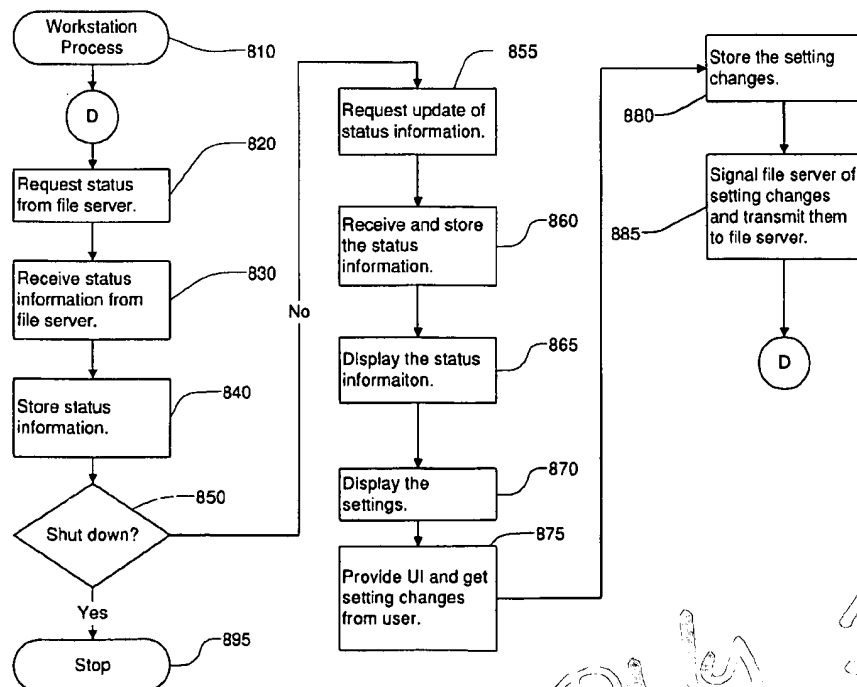 Workstation
Process
810
D
820
Request status
from file server.
830
Receive status
information from
file server.
840
Store status
information.
850
Shut down?
Yes
895
Stop
No
855
Request update of
status information.
860
Receive and store
the status
information.
865
Display the status
informaiton.
870
Display the
settings.
875
Provide UI and get
setting changes
from user.
Store the setting
changes.
880
Signal file server of
setting changes
and transmit them
to file server.
885
D